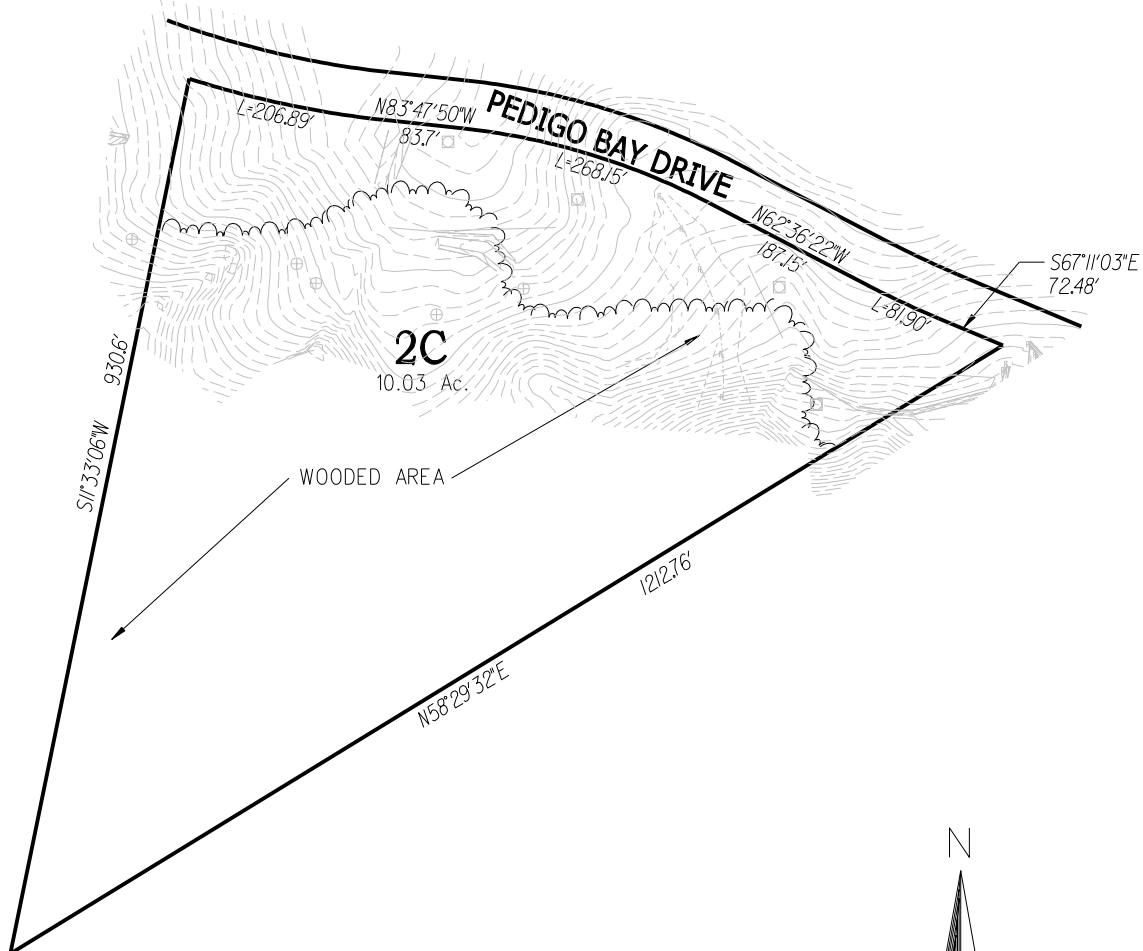 L=206.89'
N83°47'50"W
83.7'
PEDIGO BAY DRIVE
L=268.15'
N62°36'22"W
187.15'
L=81.90'
S67°11'03"E
72.48'
930.6'
S11°33'06"W
2C
10.03 Ac.
WOODED AREA
1212.76'
N58°29'32"E
N